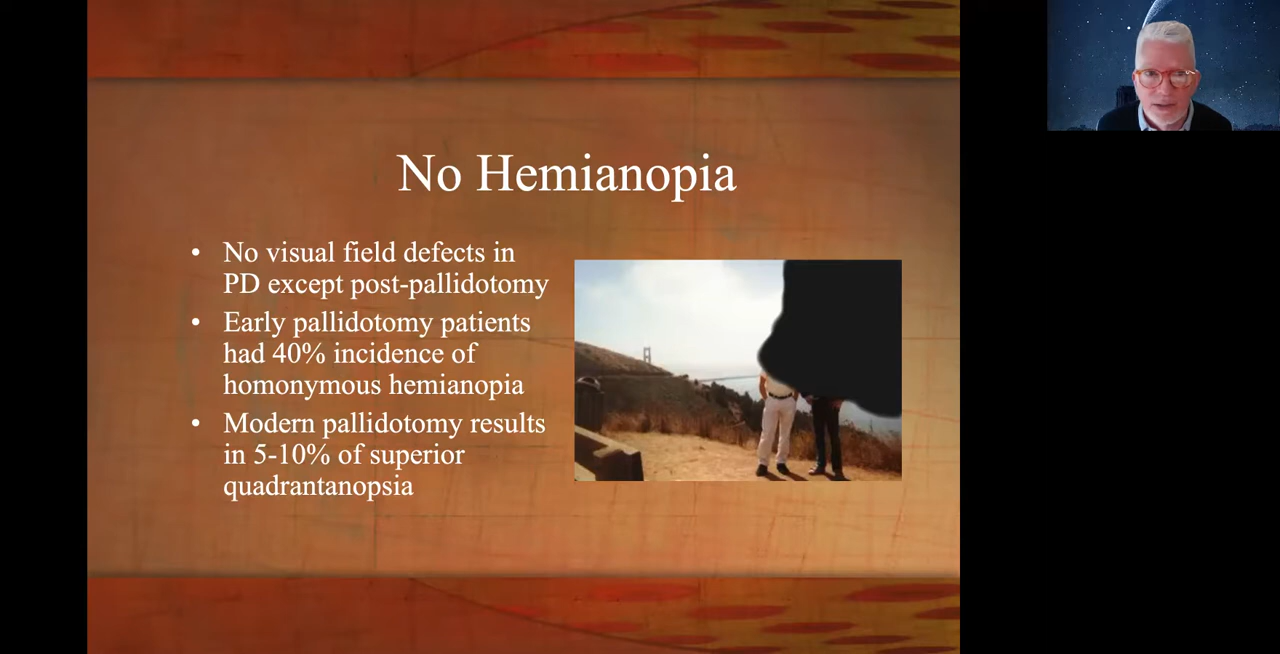 No Hemianopia
• No visual field defects in
PD except post-pallidotomy
• Early pallidotomy patients
had 40% incidence of
homonymous hemianopia
• Modern pallidotomy results
in 5-10% of superior
quadrantanopsia